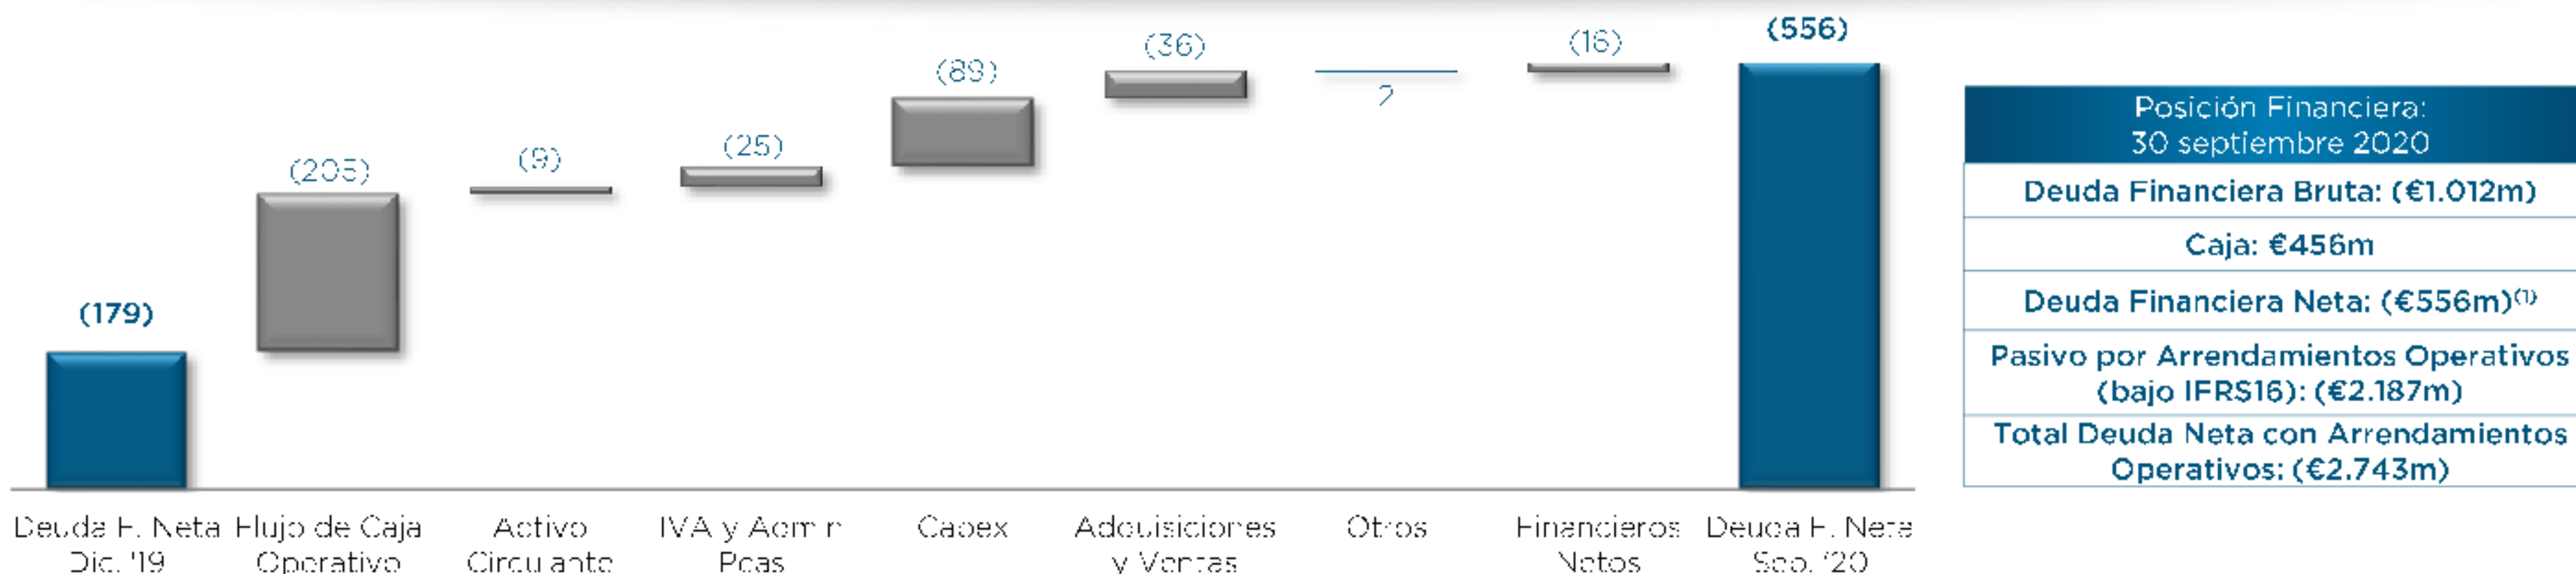 (179)
(205)
(9)
(25)
(89)
(36)
2
(16)
(556)
Deuda F. Neta
Dic. '19
Flujo de Caja
Operativo
Activo
Circulante
IVA y Admin
Pcas
Capex
Adquisiciones
y Ventas
Otros
Financieros
Netos
Deuda F. Neta
Sep. '20
Posición Financiera:
30 septiembre 2020
Deuda Financiera Bruta: (€1.012m)
Caja: €456m
Deuda Financiera Neta: (€556m)⁽¹⁾
Pasivo por Arrendamientos Operativos
(bajo IFRS16): (€2.187m)
Total Deuda Neta con Arrendamientos
Operativos: (€2.743m)